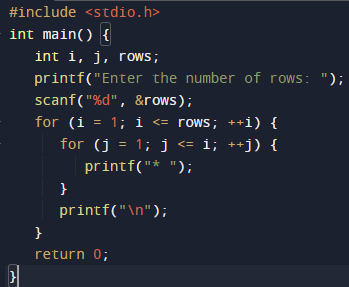 #include <stdio.h>
int main() {
   int i, j, rows;
   printf("Enter the number of rows: ");
   scanf("%d", &rows);
   for (i = 1; i <= rows; ++i) {
      for (j = 1; j <= i; ++j) {
         printf("* ");
      }
      printf("\n");
   }
   return 0;
}